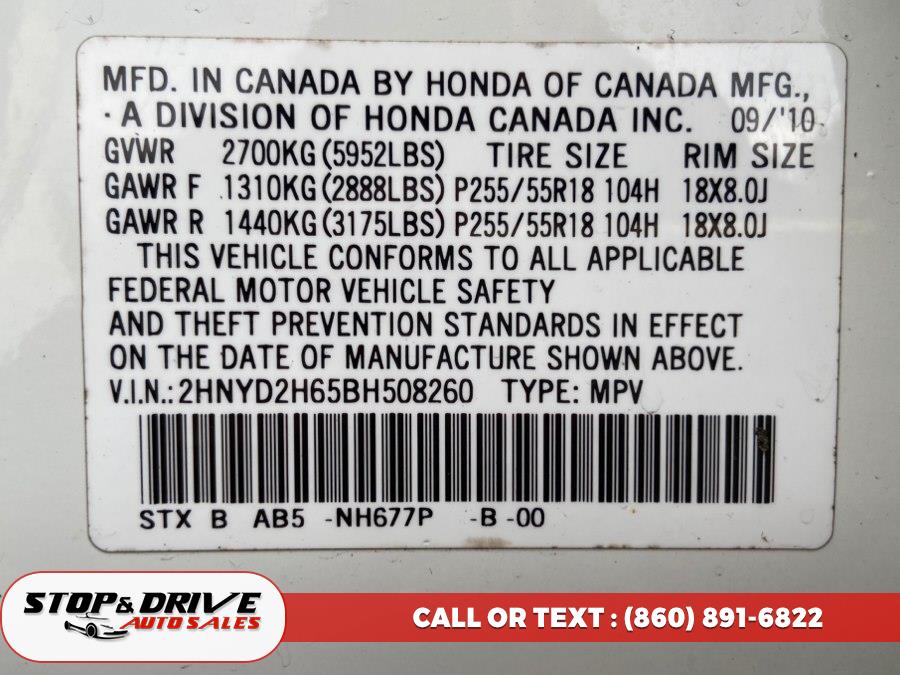 MFD. IN CANADA BY HONDA OF CANADA MFG.,
·A DIVISION OF HONDA CANADA INC. 09/'10
GVWR 2700KG(5952LBS) TIRE SIZE RIM SIZE
GAWR F 1310KG(2888LBS) P255/55R18 104H 18X8.0J
GAWR R 1440KG(3175LBS) P255/55R18 104H 18X8.0J
THIS VEHICLE CONFORMS TO ALL APPLICABLE
FEDERAL MOTOR VEHICLE SAFETY
AND THEFT PREVENTION STANDARDS IN EFFECT
ON THE DATE OF MANUFACTURE SHOWN ABOVE.
V.I.N.: 2HNYD2H65BH508260 TYPE: MPV
STX B AB5 -NH677P -B -00
STOP & DRIVE
AUTO SALES
CALL OR TEXT : (860) 891-6822